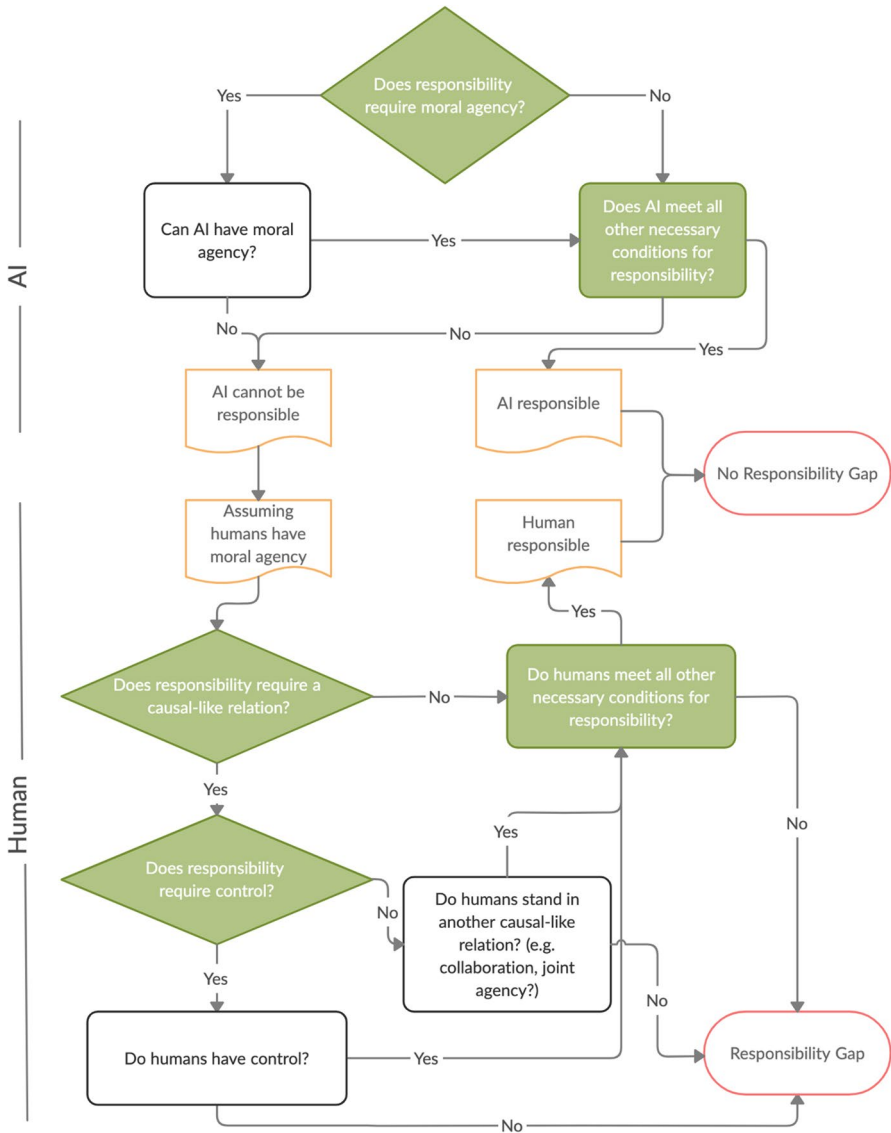 Does responsibility
require moral agency?
Yes
No
AI
Can AI have moral
agency?
Yes
Does AI meet all
other necessary
conditions for
responsibility?
No
No
Yes
AI cannot be
responsible
AI responsible
No Responsibility Gap
Assuming
humans have
moral agency
Human
responsible
Yes
Human
Does responsibility require a
causal-like relation?
No
Do humans meet all other
necessary conditions for
responsibility?
Yes
No
Yes
Does responsibility
require control?
No
Do humans stand in
another causal-like
relation? (e.g.
collaboration, joint
agency?)
Yes
No
Do humans have control?
Yes
Responsibility Gap
No